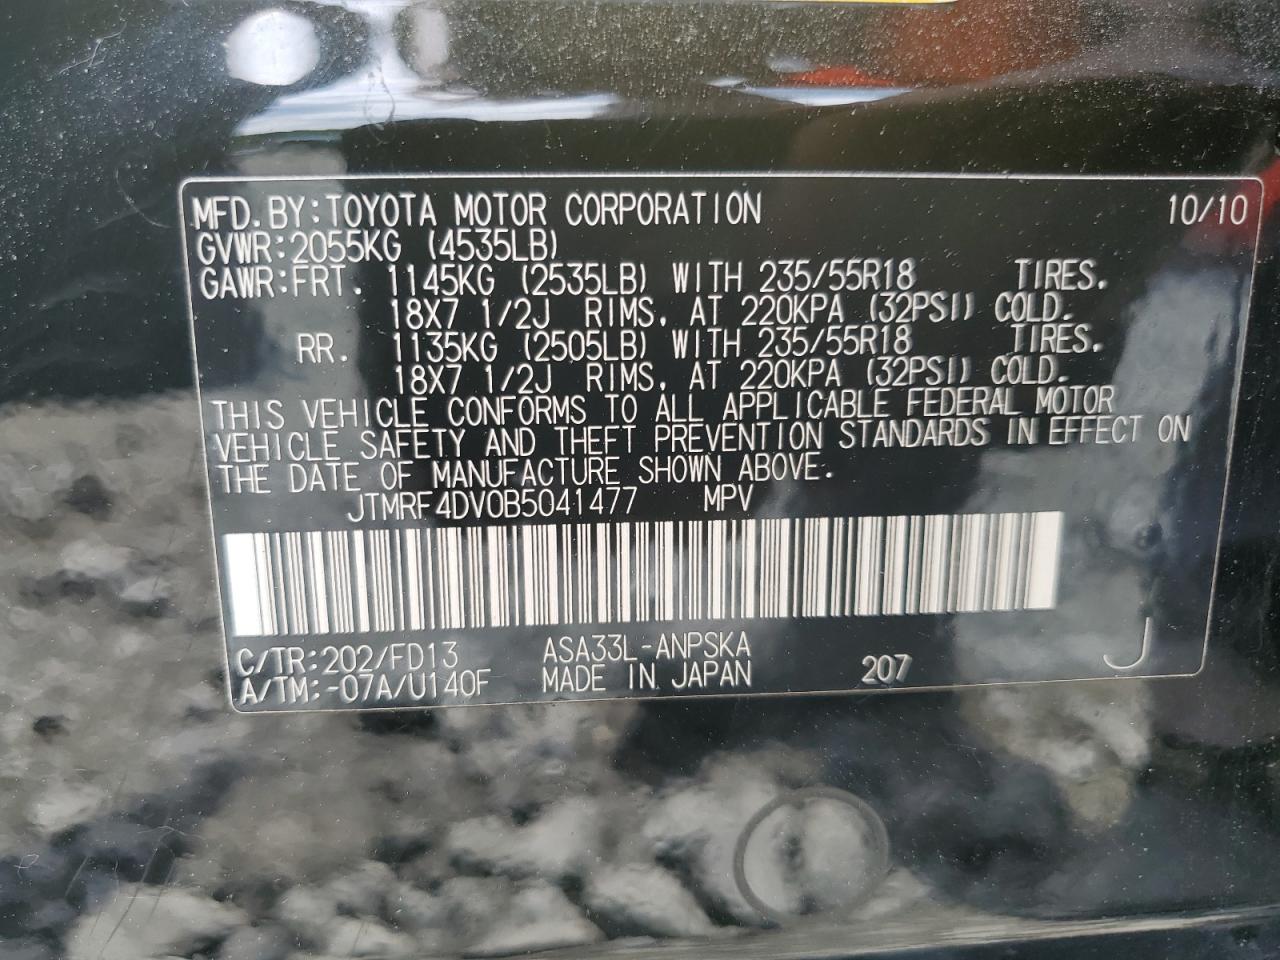 MFD.BY:TOYOTA MOTOR CORPORATION 10/10
GVWR:2055KG (4535LB)
GAWR:FRT. 1145KG (2535LB) WITH 235/55R18 TIRES.
18X7 1/2J RIMS, AT 220KPA (32PSI) COLD.
RR. 1135KG (2505LB) WITH 235/55R18 TIRES.
18X7 1/2J RIMS, AT 220KPA (32PSI) COLD.
THIS VEHICLE CONFORMS TO ALL APPLICABLE FEDERAL MOTOR
VEHICLE SAFETY AND THEFT PREVENTION STANDARDS IN EFFECT ON
THE DATE OF MANUFACTURE SHOWN ABOVE.
JTMRF4DV0B5041477 MPV
C/TR:202/FD13 ASA33L-ANPSKA
A/TM:-07A/U140F MADE IN JAPAN 207 J